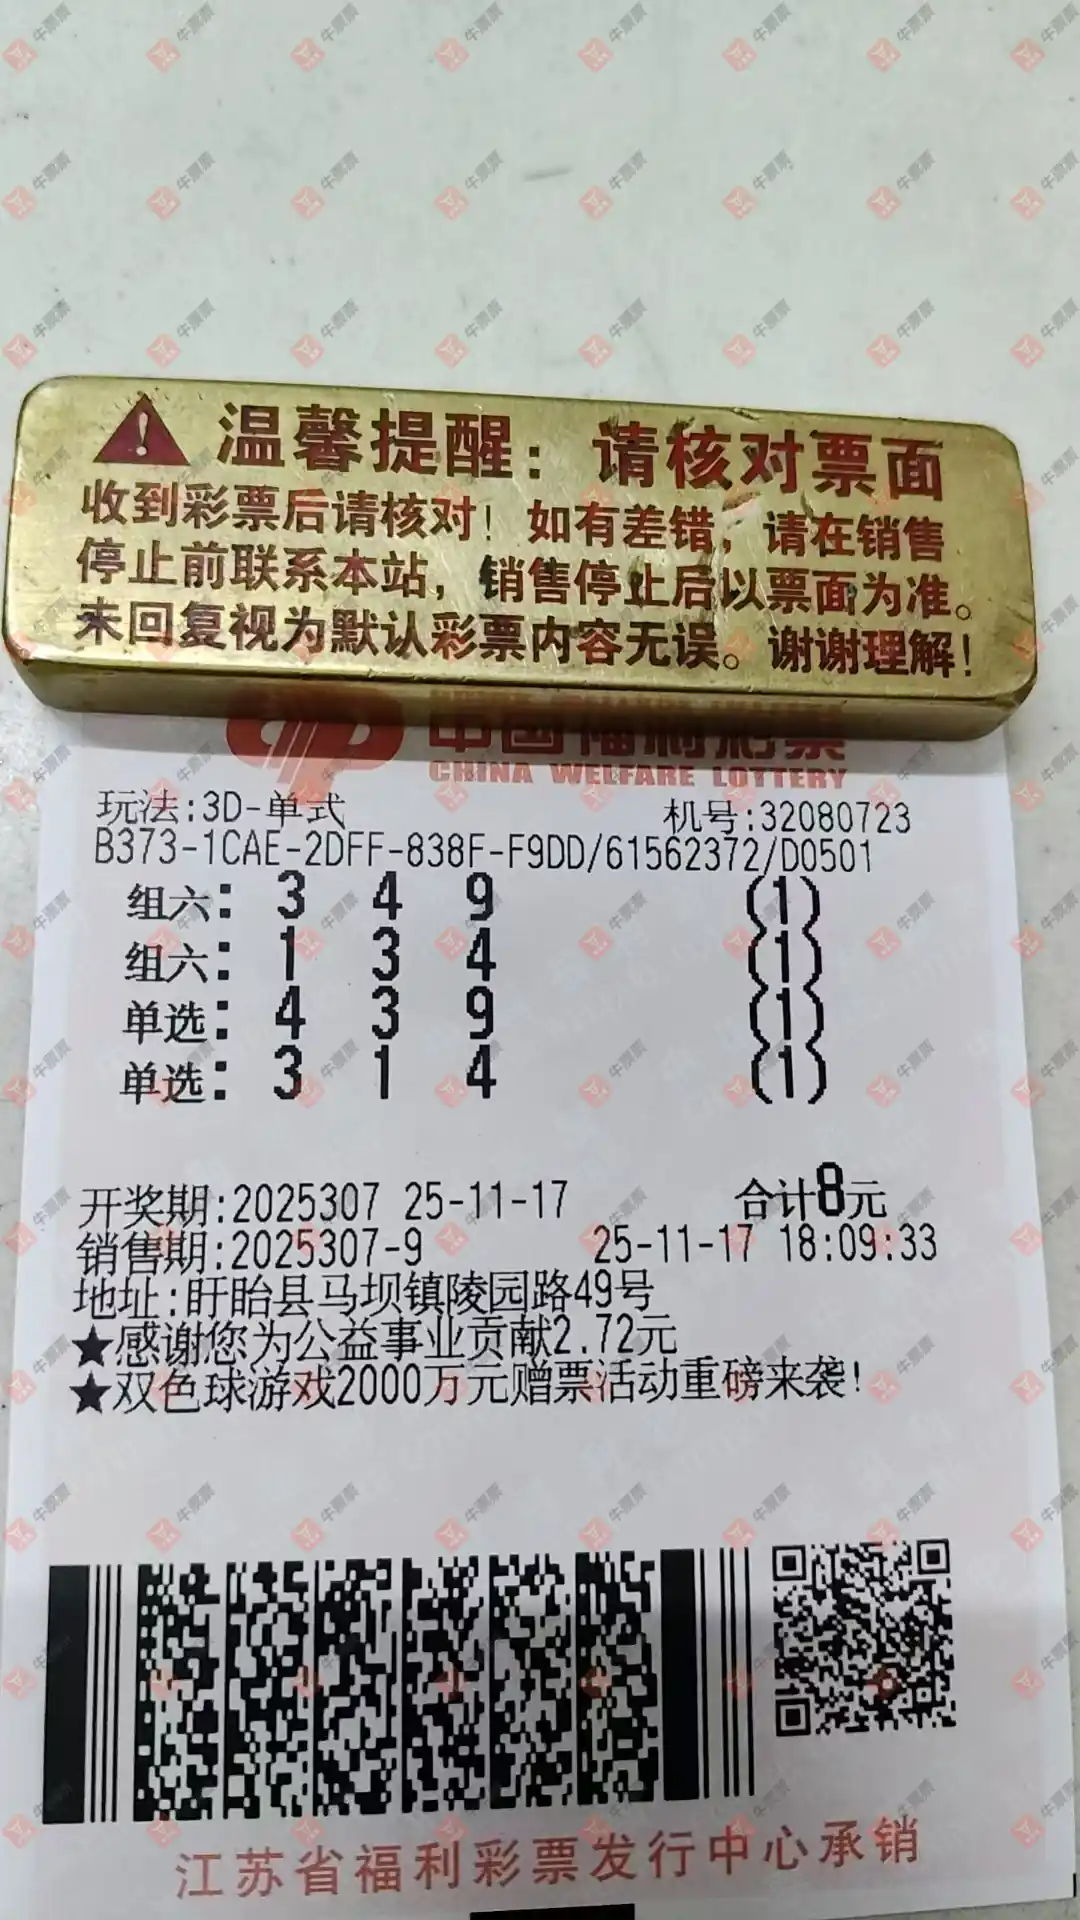 温馨提醒：请核对票面
收到彩票后请核对！如有差错，请在销售
停止前联系本站，销售停止后以票面为准。
未回复视为默认彩票内容无误。谢谢理解！
中国福利彩票
CHINA WELFARE LOTTERY
玩法:3D-单式 机号:32080723
B373-1CAE-2DFF-838F-F9DD/61562372/D0501
组六: 3 4 9 (1)
组六: 1 3 4 (1)
单选: 4 3 9 (1)
单选: 3 1 4 (1)
开奖期:2025307 25-11-17 合计8元
销售期:2025307-9 25-11-17 18:09:33
地址:盱眙县马坝镇陵园路49号
★感谢您为公益事业贡献2.72元
★双色球游戏2000万元赠票活动重磅来袭!
江苏省福利彩票发行中心承销
牛票票